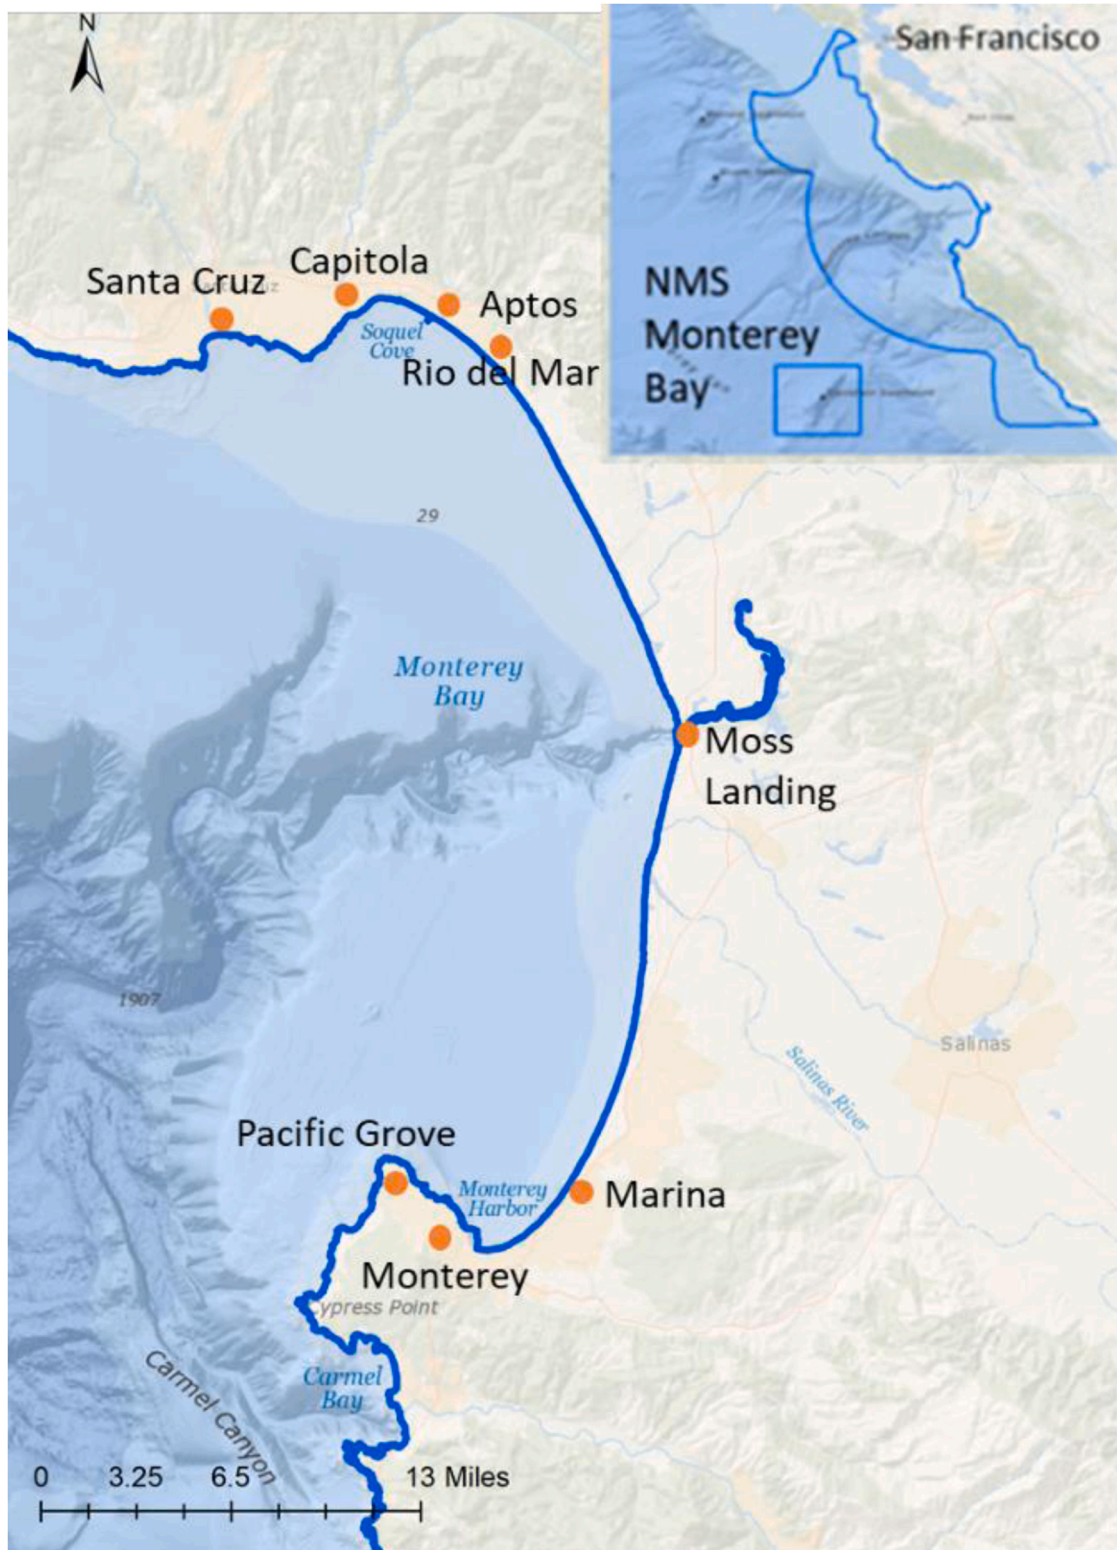 N
San Francisco
NMS
Monterey
Bay
Santa Cruz
Capitola
Aptos
Soquel
Cove
Rio del Mar
29
Monterey
Bay
Moss
Landing
1907
Salinas
Salinas River
Pacific Grove
Monterey
Harbor
Marina
Monterey
ypress Point
Carmel
Bay
Carmel Canyon
0 3.25 6.5 13 Miles